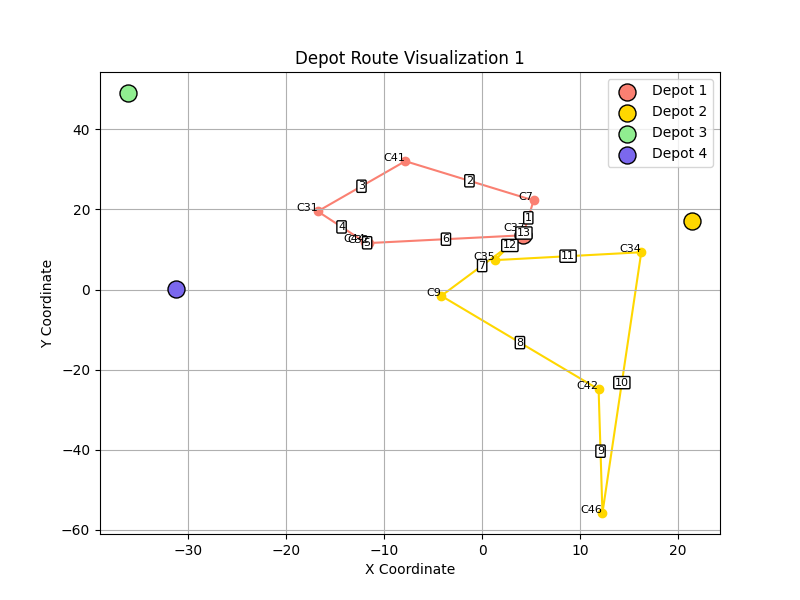 Depot Route Visualization 1
Depot 1
Depot 2
Depot 3
Depot 4
40
20
0
−20
−40
−60
−30
−20
−10
0
10
20
X Coordinate
Y Coordinate
C41
C7
C31
C35
C34
C9
C42
C46
1
2
3
4
5
6
7
8
9
10
11
12
13